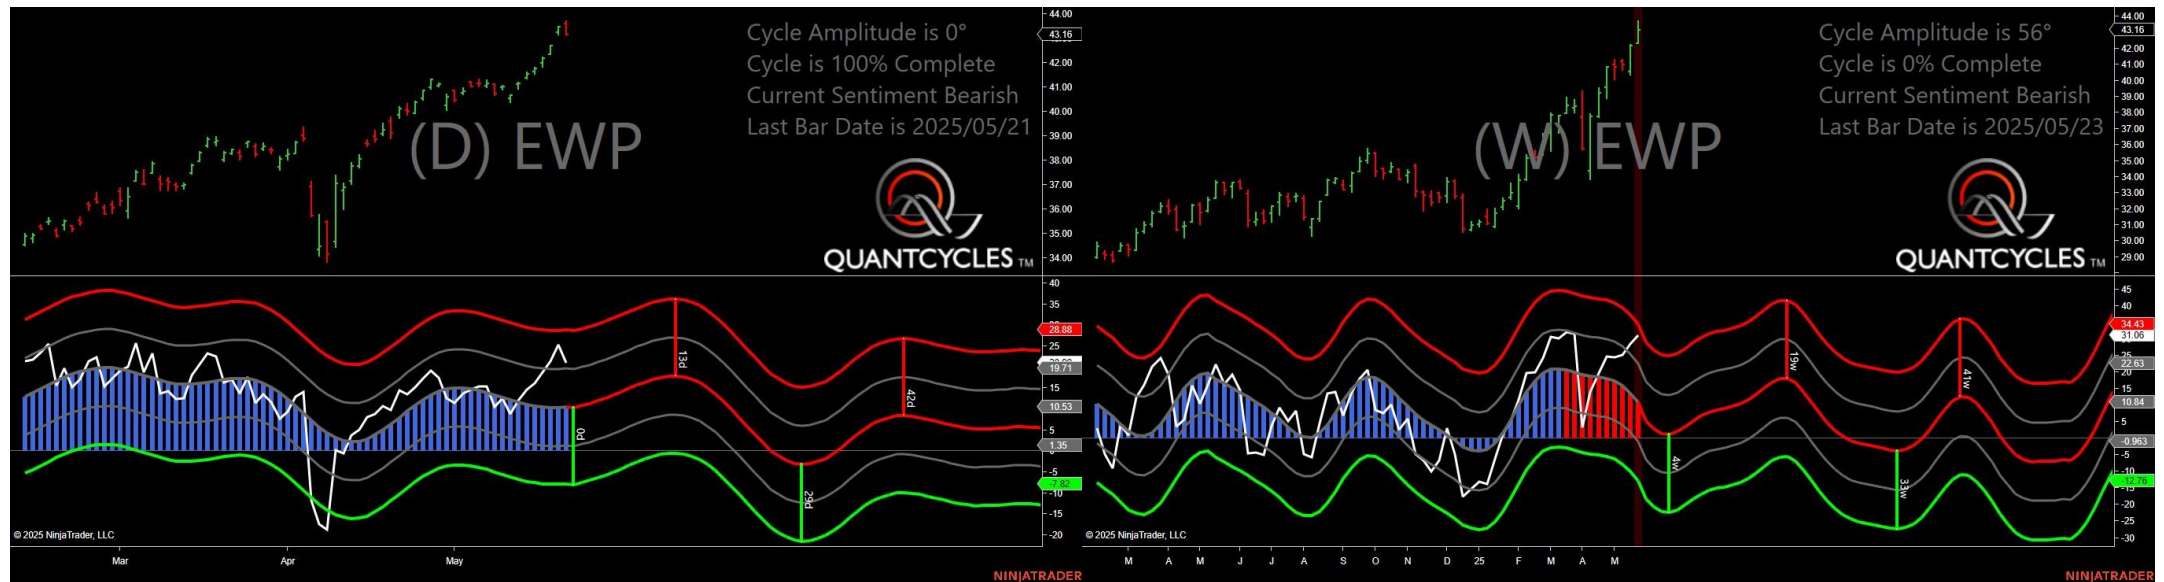 Cycle Amplitude is 0°
Cycle is 100% Complete
Current Sentiment Bearish
Last Bar Date is 2025/05/21
(D) EWP
QUANTCYCLES TM
44.00
43.16
42.00
41.00
40.00
39.00
38.00
37.00
36.00
35.00
34.00
40
35
28.88
25
19.71
15
10.53
5
1.35
-5
-7.82
-10
-15
-20
0d
13d
29d
42d
© 2025 NinjaTrader, LLC
Mar Apr May
NINJATRADER
Cycle Amplitude is 56°
Cycle is 0% Complete
Current Sentiment Bearish
Last Bar Date is 2025/05/23
(W) EWP
QUANTCYCLES TM
44.00
43.16
42.00
41.00
40.00
39.00
38.00
37.00
36.00
35.00
34.00
33.00
32.00
31.00
30.00
29.00
45
40
34.43
31.06
22.63
20
15
10.84
5
-0.963
-5
-10
-12.76
-20
-25
-30
4w
19w
33w
41w
© 2025 NinjaTrader, LLC
M A M J J A S O N D 25 F M A M
NINJATRADER